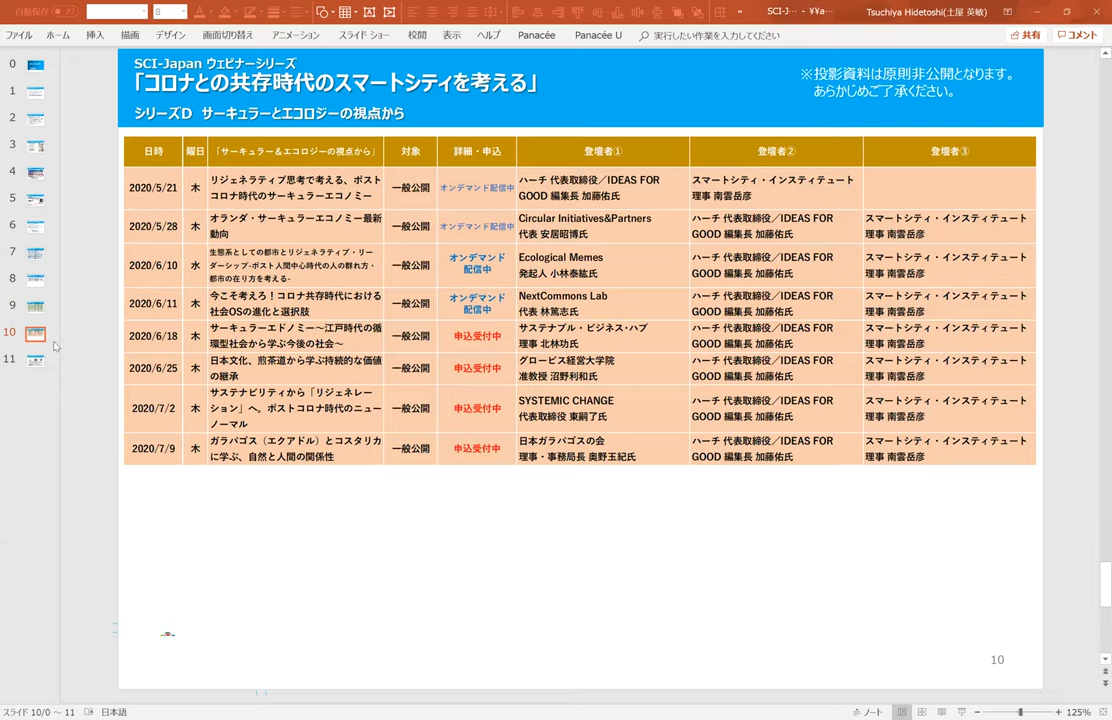 自動保存 オフ
8
SCI-J… - ¥¥a…
Tsuchiya Hidetoshi(土屋 英敏)
ファイル ホーム 挿入 描画 デザイン 画面切り替え アニメーション スライド ショー 校閲 表示 ヘルプ Panacée Panacée U 実行したい作業を入力してください
共有 コメント
0
1
2
3
4
5
6
7
8
9
10
11
SCI-Japan ウェビナーシリーズ
「コロナとの共存時代のスマートシティを考える」
シリーズD サーキュラーとエコロジーの視点から
※投影資料は原則非公開となります。
あらかじめご了承ください。
日時 曜日 「サーキュラー&エコロジーの視点から」 対象 詳細・申込 登壇者① 登壇者② 登壇者③
2020/5/21 木 リジェネラティブ思考で考える、ポスト
コロナ時代のサーキュラーエコノミー
一般公開 オンデマンド配信中
ハーチ 代表取締役/IDEAS FOR
GOOD 編集長 加藤佑氏
スマートシティ・インスティテュート
理事 南雲岳彦
2020/5/28 木 オランダ・サーキュラーエコノミー最新
動向
一般公開 オンデマンド配信中
Circular Initiatives&Partners
代表 安居昭博氏
ハーチ 代表取締役/IDEAS FOR
GOOD 編集長 加藤佑氏
スマートシティ・インスティテュート
理事 南雲岳彦
2020/6/10 水 生態系としての都市とリジェネラティブ・リー
ダーシップ-ポスト人間中心時代の人の群れ方・
都市の在り方を考える-
一般公開 オンデマンド
配信中
Ecological Memes
発起人 小林泰紘氏
ハーチ 代表取締役/IDEAS FOR
GOOD 編集長 加藤佑氏
スマートシティ・インスティテュート
理事 南雲岳彦
2020/6/11 木 今こそ考えろ!コロナ共存時代における
社会OSの進化と選択肢
一般公開 オンデマンド
配信中
NextCommons Lab
代表 林篤志氏
ハーチ 代表取締役/IDEAS FOR
GOOD 編集長 加藤佑氏
スマートシティ・インスティテュート
理事 南雲岳彦
2020/6/18 木 サーキュラーエドノミー〜江戸時代の循
環型社会から学ぶ今後の社会〜
一般公開 申込受付中
サステナブル・ビジネス・ハブ
理事 北林功氏
ハーチ 代表取締役/IDEAS FOR
GOOD 編集長 加藤佑氏
スマートシティ・インスティテュート
理事 南雲岳彦
2020/6/25 木 日本文化、煎茶道から学ぶ持続的な価値
の継承
一般公開 申込受付中
グロービス経営大学院
准教授 沼野利和氏
ハーチ 代表取締役/IDEAS FOR
GOOD 編集長 加藤佑氏
スマートシティ・インスティテュート
理事 南雲岳彦
2020/7/2 木 サステナビリティから「リジェネレー
ション」へ。ポストコロナ時代のニュー
ノーマル
一般公開 申込受付中
SYSTEMIC CHANGE
代表取締役 東嗣了氏
ハーチ 代表取締役/IDEAS FOR
GOOD 編集長 加藤佑氏
スマートシティ・インスティテュート
理事 南雲岳彦
2020/7/9 木 ガラパゴス(エクアドル)とコスタリカ
に学ぶ、自然と人間の関係性
一般公開 申込受付中
日本ガラパゴスの会
理事・事務局長 奥野玉紀氏
ハーチ 代表取締役/IDEAS FOR
GOOD 編集長 加藤佑氏
スマートシティ・インスティテュート
理事 南雲岳彦
10
スライド 10/0 〜 11 日本語 ノート 125%